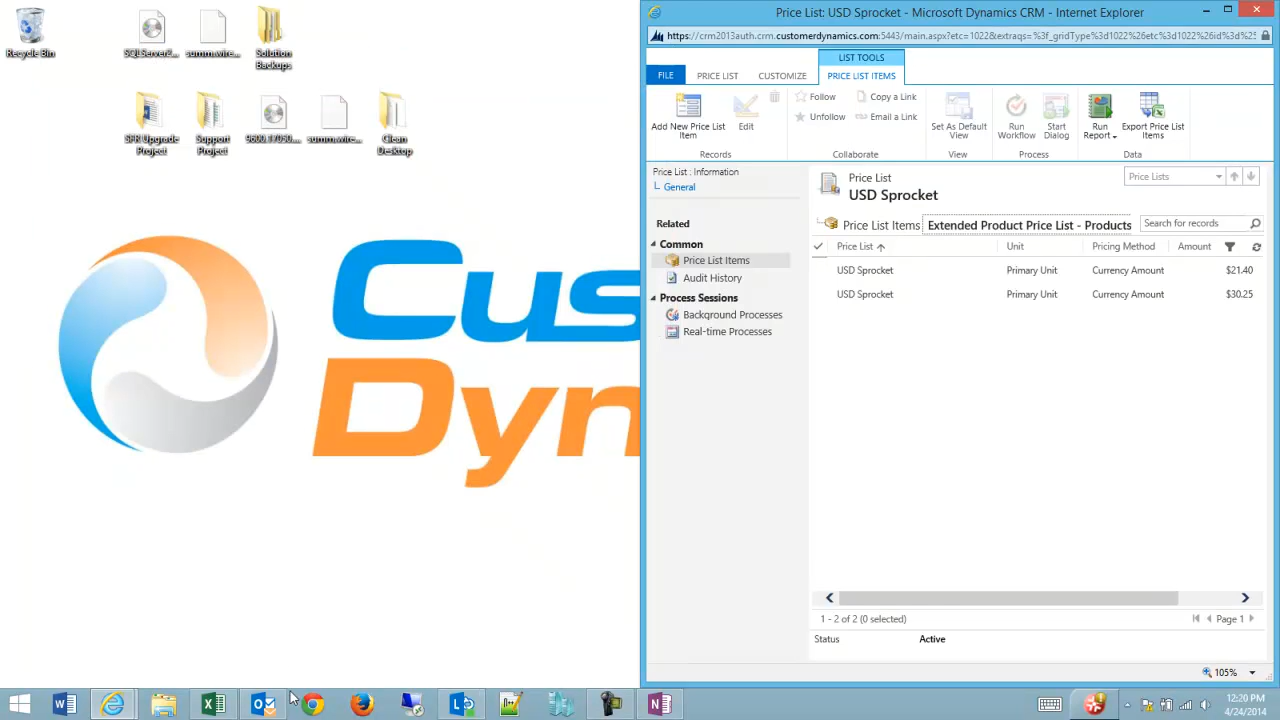 Recycle Bin
SQLServer2...
summ.wire...
Solution
Backups
SFR Upgrade
Project
Support
Project
9600.17050....
summ.wire...
Clean
Desktop
Cus
Dyn
Price List: USD Sprocket - Microsoft Dynamics CRM - Internet Explorer
https://crm2013auth.crm.customerdynamics.com:5443/main.aspx?etc=1022&extraqs=%3f_gridType%3d1022%26etc%3d1022%26id%3d%
LIST TOOLS
FILE PRICE LIST CUSTOMIZE PRICE LIST ITEMS
Add New Price List
Item
Edit
Follow
Unfollow
Copy a Link
Email a Link
Set As Default
View
Run
Workflow
Start
Dialog
Run
Report
Export Price List
Items
Records Collaborate View Process Data
Price List : Information
General
Related
Common
Price List Items
Audit History
Process Sessions
Background Processes
Real-time Processes
Price List
USD Sprocket
Price Lists
Price List Items Extended Product Price List - Products
Search for records
Price List Unit Pricing Method Amount
USD Sprocket Primary Unit Currency Amount $21.40
USD Sprocket Primary Unit Currency Amount $30.25
1 - 2 of 2 (0 selected)
Page 1
Status Active
105%
12:20 PM
4/24/2014